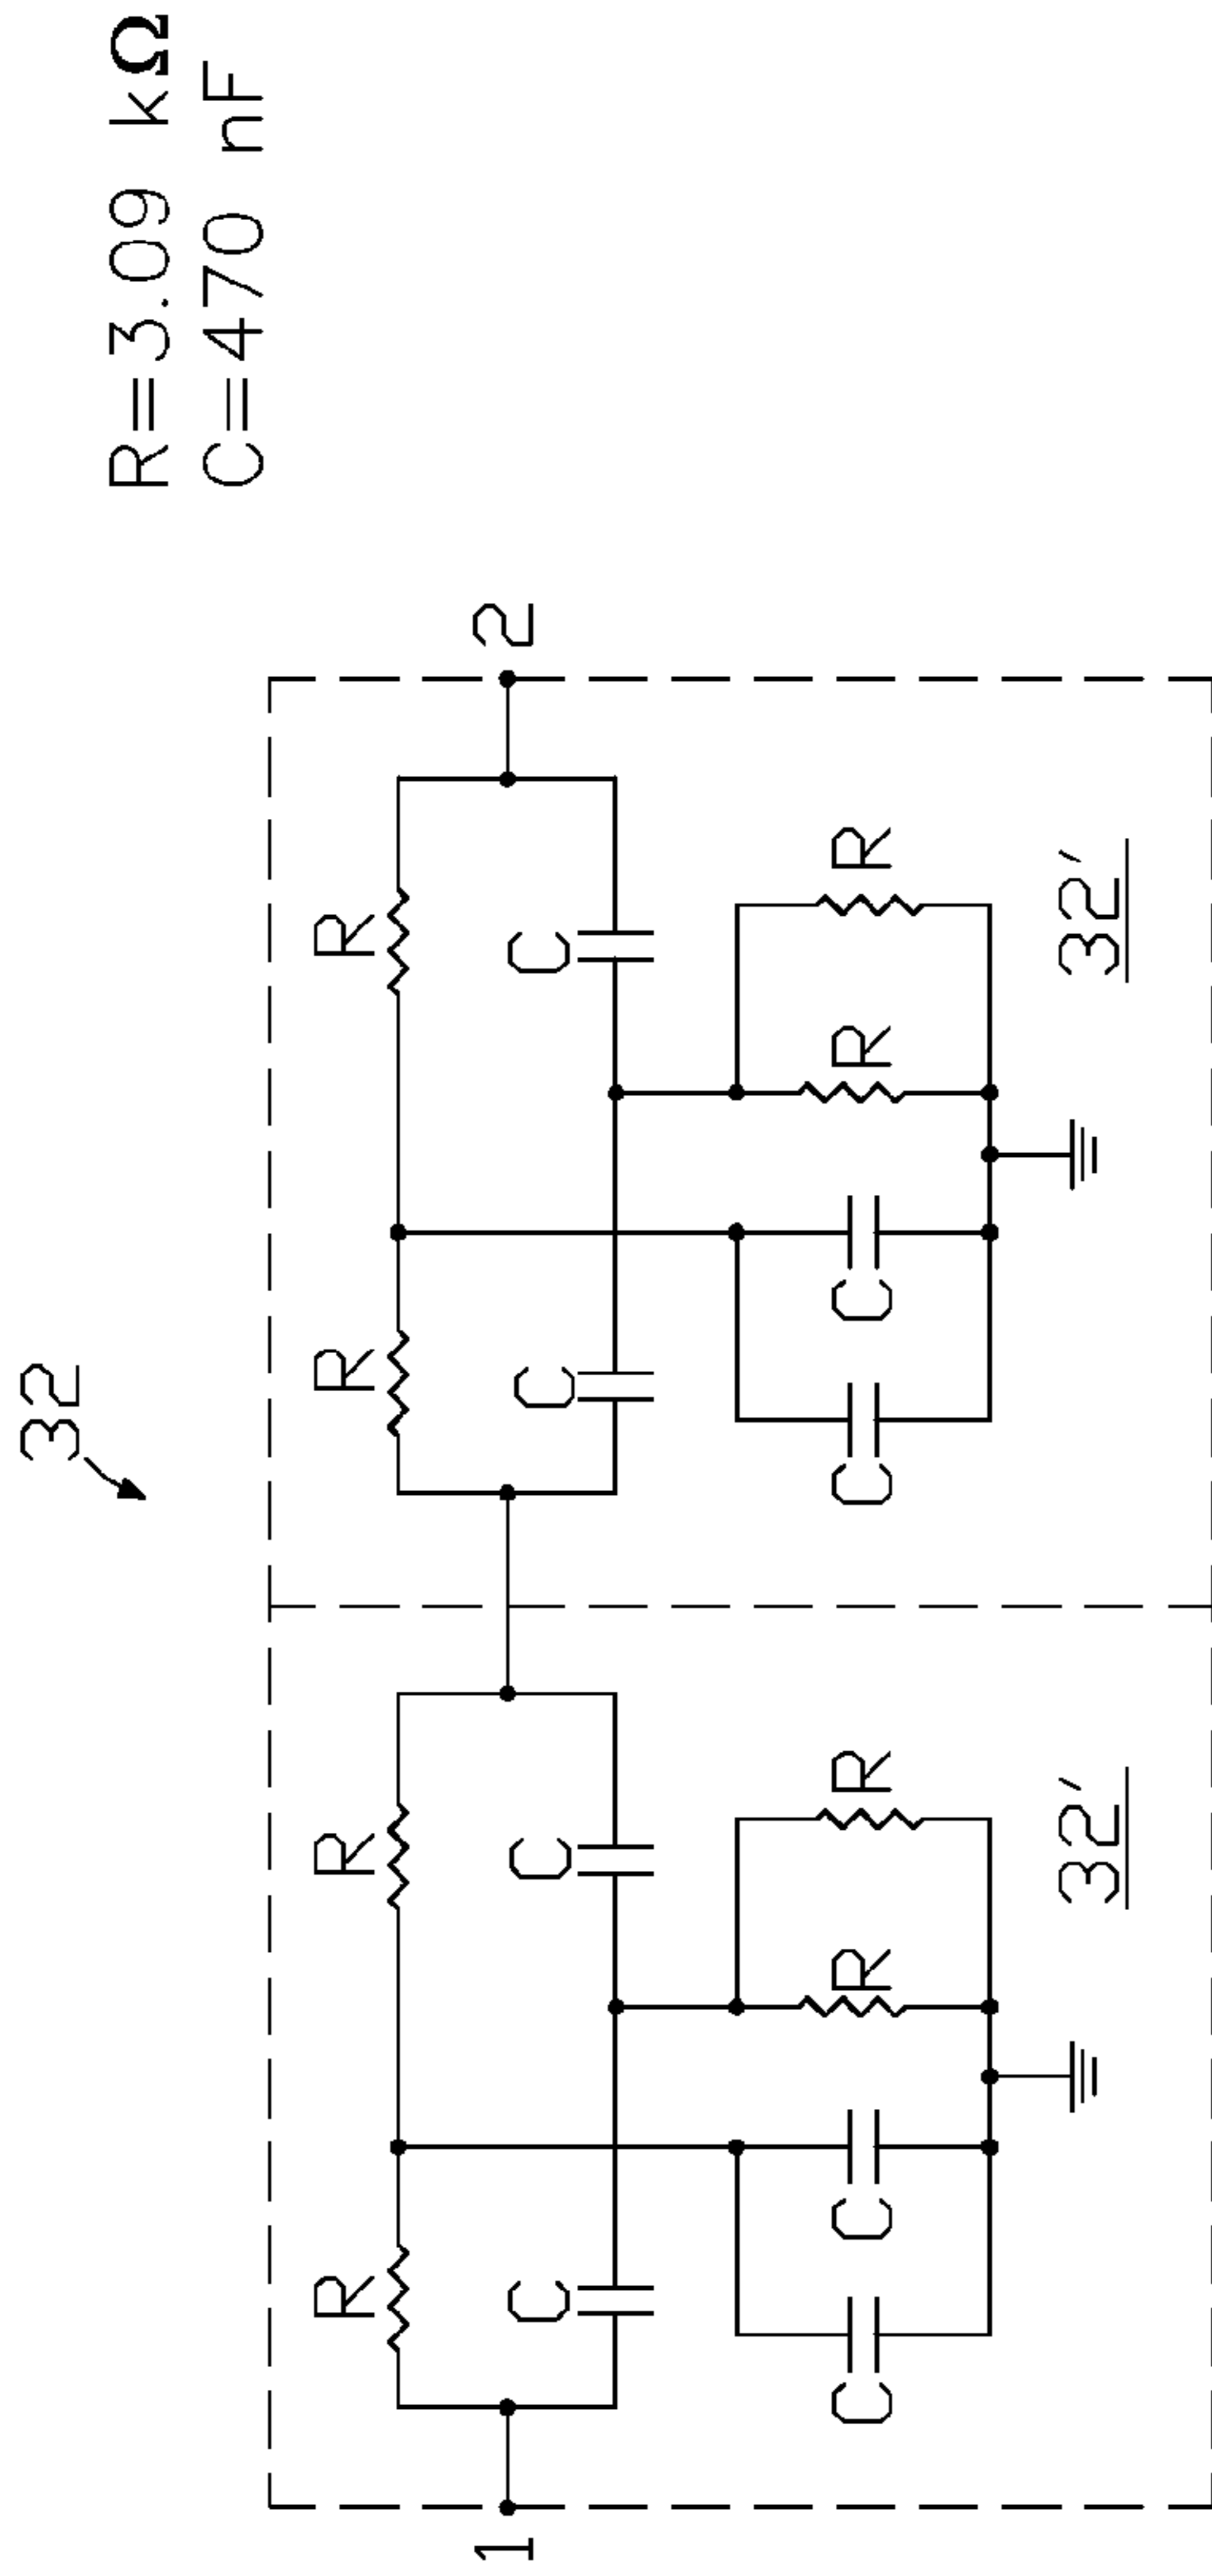 32
R=3.09 kΩ
C=470 nF
R R R R
1 C C C C 2
C C R R C C R R
32′ 32′